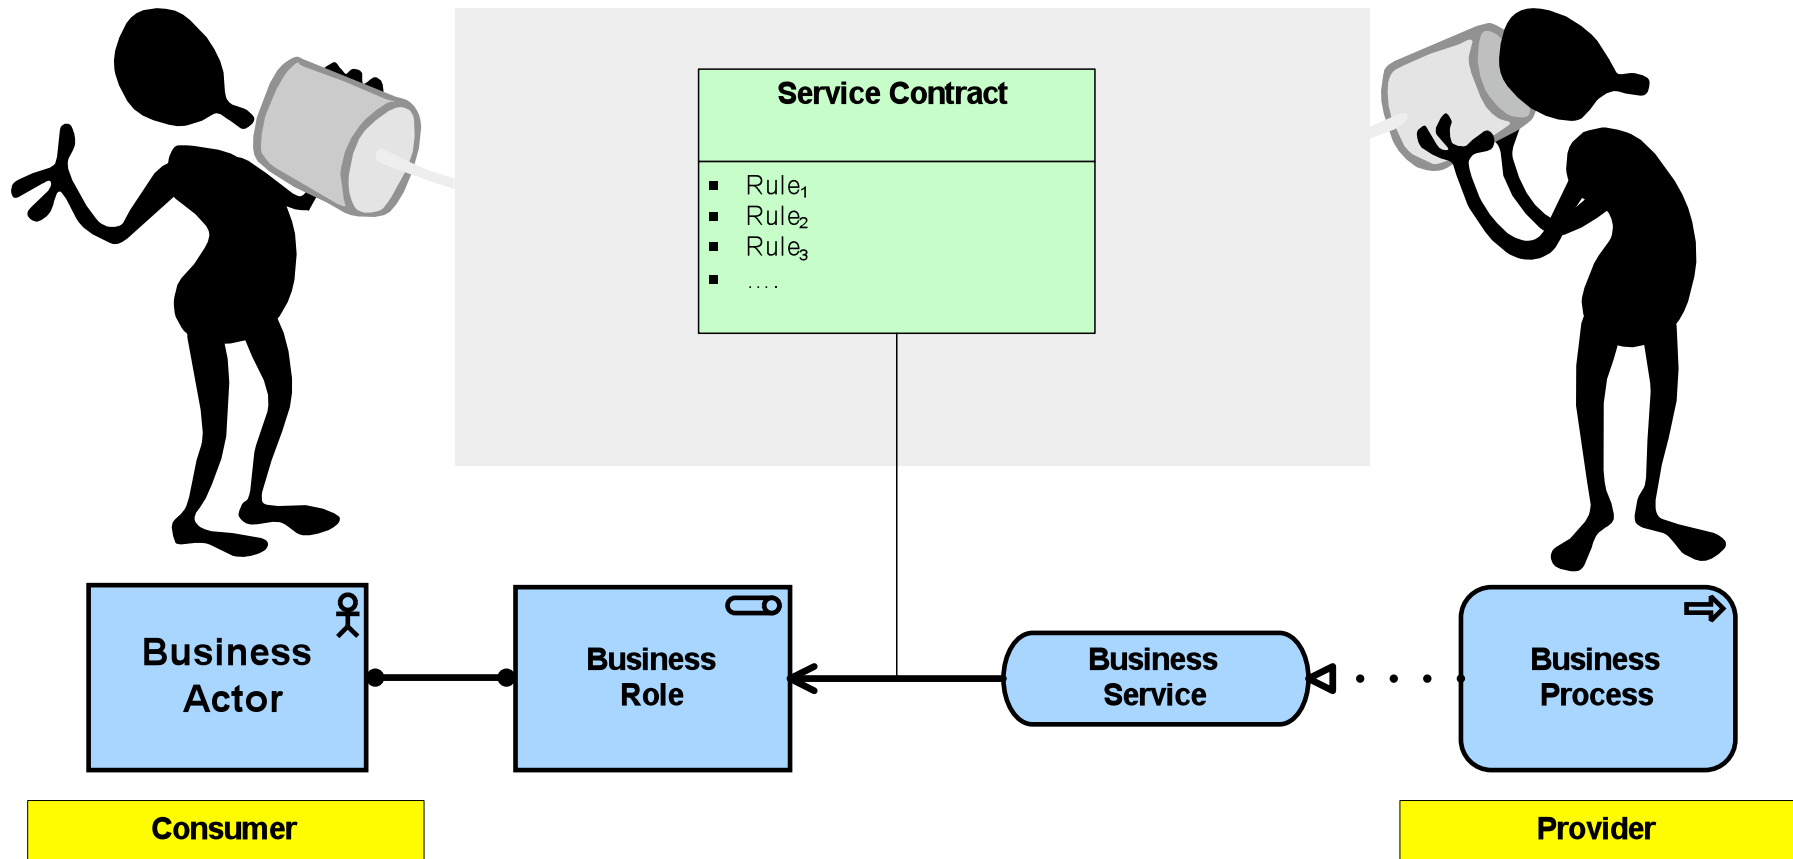 Service Contract
▪ Rule₁
▪ Rule₂
▪ Rule₃
▪ ....
Business
Actor
Business
Role
Business
Service
Business
Process
Consumer
Provider